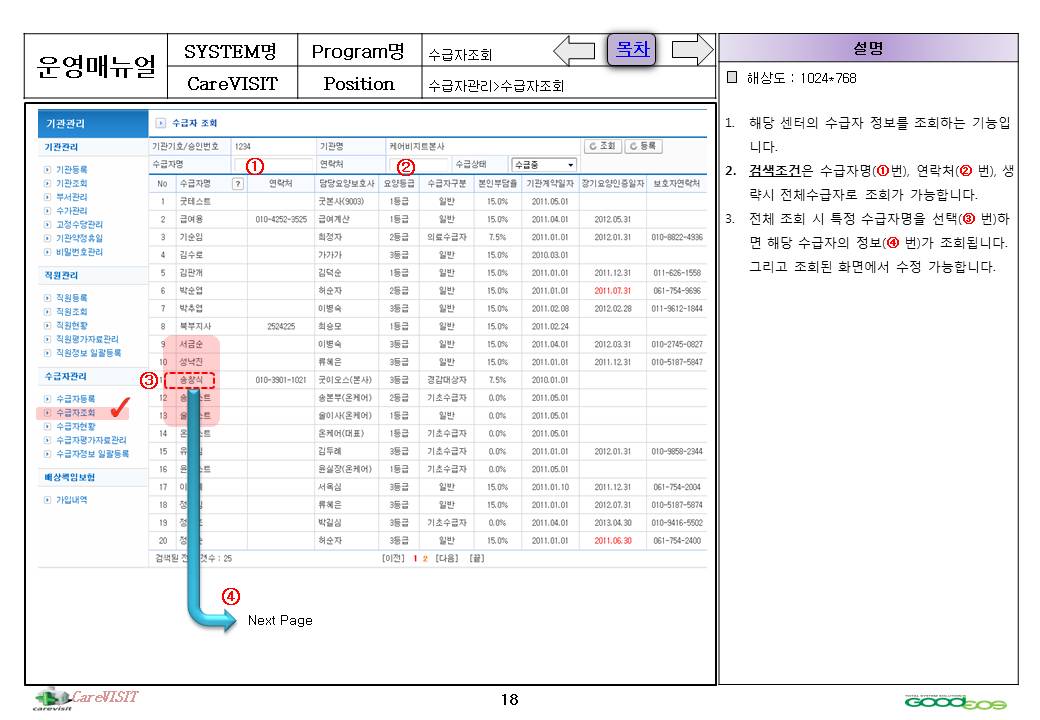 운영매뉴얼
SYSTEM명
Program명
수급자조회
목차
CareVISIT
Position
수급자관리>수급자조회
설명
해상도 : 1024*768
1. 해당 센터의 수급자 정보를 조회하는 기능입
니다.
2. 검색조건은 수급자명(①번), 연락처(② 번), 생
략시 전체수급자로 조회가 가능합니다.
3. 전체 조회 시 특정 수급자명을 선택(③ 번)하
면 해당 수급자의 정보(④ 번)가 조회됩니다.
그리고 조회된 화면에서 수정 가능합니다.
기관관리
기관관리
기관등록
기관조회
부서관리
수가관리
고정수당관리
기관약정휴일
비밀번호관리
직원관리
직원등록
직원조회
직원현황
직원평가자료관리
직원정보 일괄등록
수급자관리
수급자등록
수급자조회
수급자현황
수급자평가자료관리
수급자정보 일괄등록
배상책임보험
가입내역
수급자 조회
기관기호/승인번호 1234 기관명 케어비지트본사 조회 등록
수급자명 ① 연락처 ② 수급상태 수급중
No 수급자명 ? 연락처 담당요양보호사 요양등급 수급자구분 본인부담율 기관계약일자 장기요양인증일자 보호자연락처
1 굿테스트 굿본사(9003) 1등급 일반 15.0% 2011.05.01
2 급여용 010-4252-3525 급여계산 1등급 일반 15.0% 2011.04.01 2012.05.31
3 기순임 최정자 2등급 의료수급자 7.5% 2011.01.01 2012.01.31 010-8822-4936
4 김수로 가가가 3등급 일반 15.0% 2010.03.01
5 김판개 김덕순 1등급 일반 15.0% 2011.01.01 2011.12.31 011-626-1558
6 박순엽 허순자 2등급 일반 15.0% 2011.01.01 2011.07.31 061-754-9696
7 박추엽 이병숙 3등급 일반 15.0% 2011.02.08 2012.02.28 011-9612-1844
8 북부지사 2524225 최승모 1등급 일반 15.0% 2011.02.24
9 서금순 이병숙 3등급 일반 15.0% 2011.04.01 2012.03.31 010-2745-0827
10 성낙진 류혜은 3등급 일반 15.0% 2011.01.01 2011.12.31 010-5187-5847
③ 송창식 010-3901-1021 굿이오스(본사) 3등급 경감대상자 7.5% 2010.01.01
12 송본부(온케어) 2등급 기초수급자 0.0% 2011.05.01
13 술이사(온케어) 1등급 일반 0.0% 2011.05.01
14 온케어(대표) 1등급 기초수급자 0.0% 2011.05.01
15 김두례 3등급 기초수급자 0.0% 2011.01.01 2012.01.31 010-9858-2344
16 윤실장(온케어) 1등급 기초수급자 0.0% 2011.05.01
17 서옥심 3등급 일반 15.0% 2011.01.10 2011.12.31 061-754-2004
18 류혜은 3등급 일반 15.0% 2011.01.01 2012.07.31 010-5187-5874
19 박길심 3등급 기초수급자 0.0% 2011.04.01 2013.04.30 010-9416-5502
20 허순자 3등급 일반 15.0% 2011.01.01 2011.06.30 061-754-2400
검색된 갯수 : 25 [이전] 1 2 [다음] [끝]
④
Next Page
CareVISIT
carevisit
18
TOTAL SYSTEM SOLUTIONS
GOODEOS